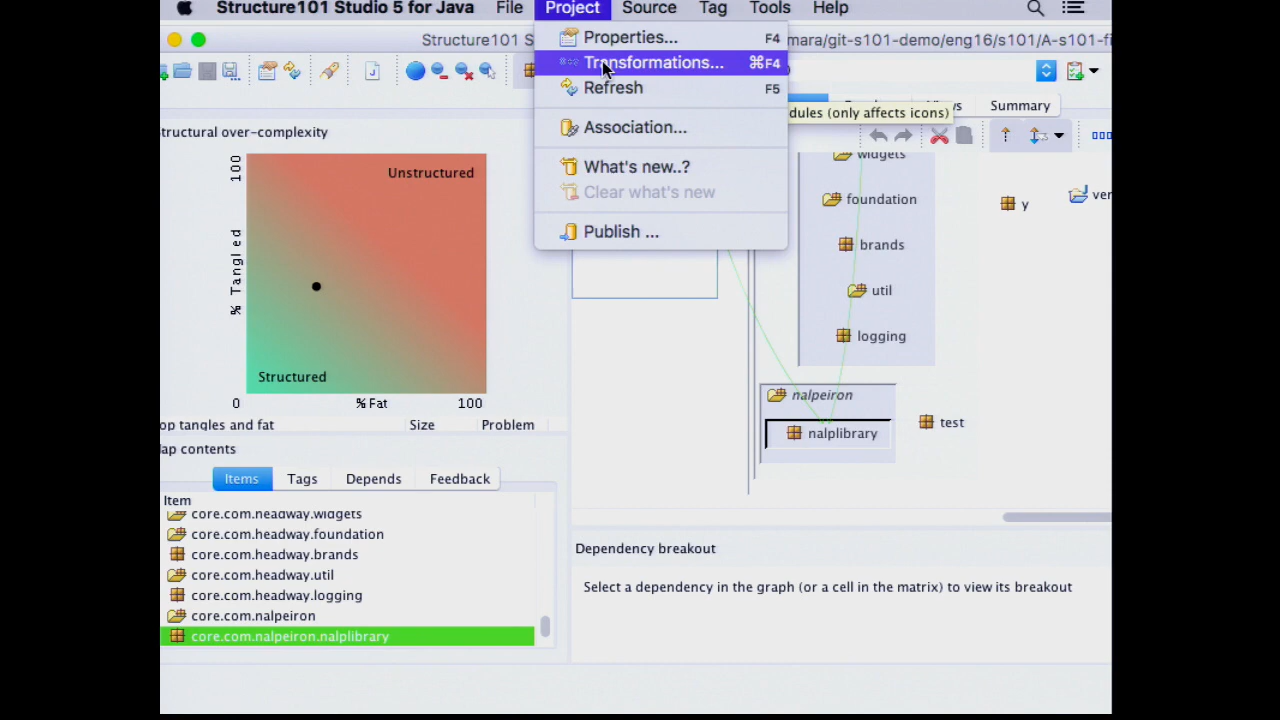 Structure101 Studio 5 for Java File Project Source Tag Tools Help
Structure101 S
mara/git-s101-demo/eng16/s101/A-s101-fi
Properties... F4
Transformations... ⌘F4
Refresh F5
Association...
What's new..?
Clear what's new
Publish ...
Summary
dules (only affects icons)
tructural over-complexity
100
Unstructured
% Tangled
Structured
0 % Fat 100
op tangles and fat Size Problem
ap contents
Items Tags Depends Feedback
Item
core.com.headway.widgets
core.com.headway.foundation
core.com.headway.brands
core.com.headway.util
core.com.headway.logging
core.com.nalpeiron
core.com.nalpeiron.nalplibrary
widgets
foundation
brands
util
logging
y
ver
nalpeiron
nalplibrary
test
Dependency breakout
Select a dependency in the graph (or a cell in the matrix) to view its breakout